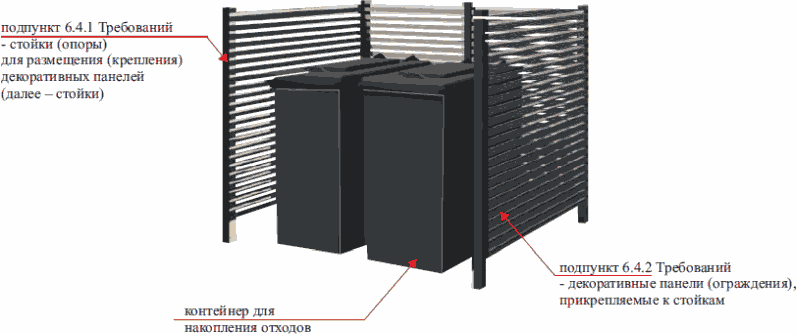 подпункт 6.4.1 Требований
- стойки (опоры)
для размещения (крепления)
декоративных панелей
(далее – стойки)
подпункт 6.4.2 Требований
- декоративные панели (ограждения),
прикрепляемые к стойкам
контейнер для
накопления отходов